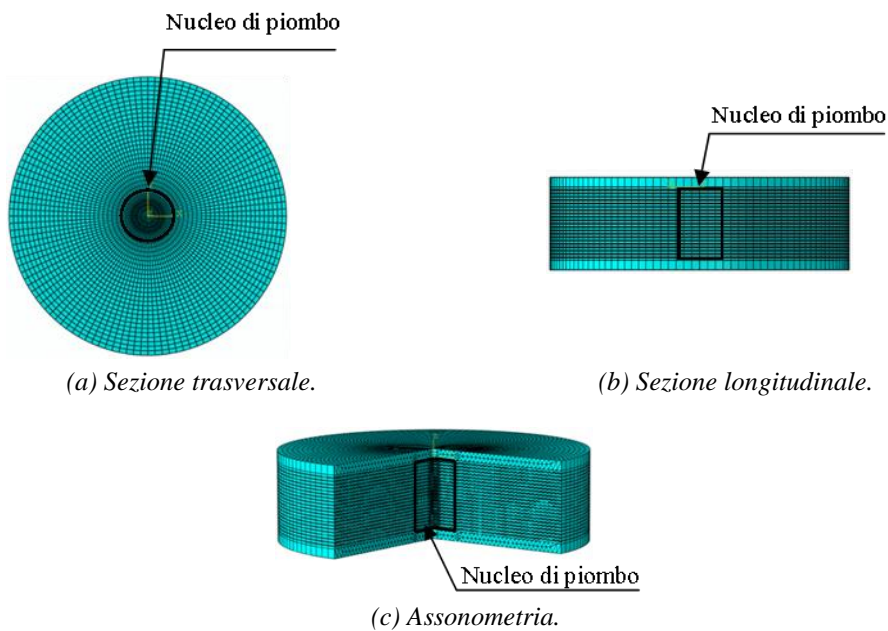 Nucleo di piombo
Nucleo di piombo
(a) Sezione trasversale.
(b) Sezione longitudinale.
Nucleo di piombo
(c) Assonometria.